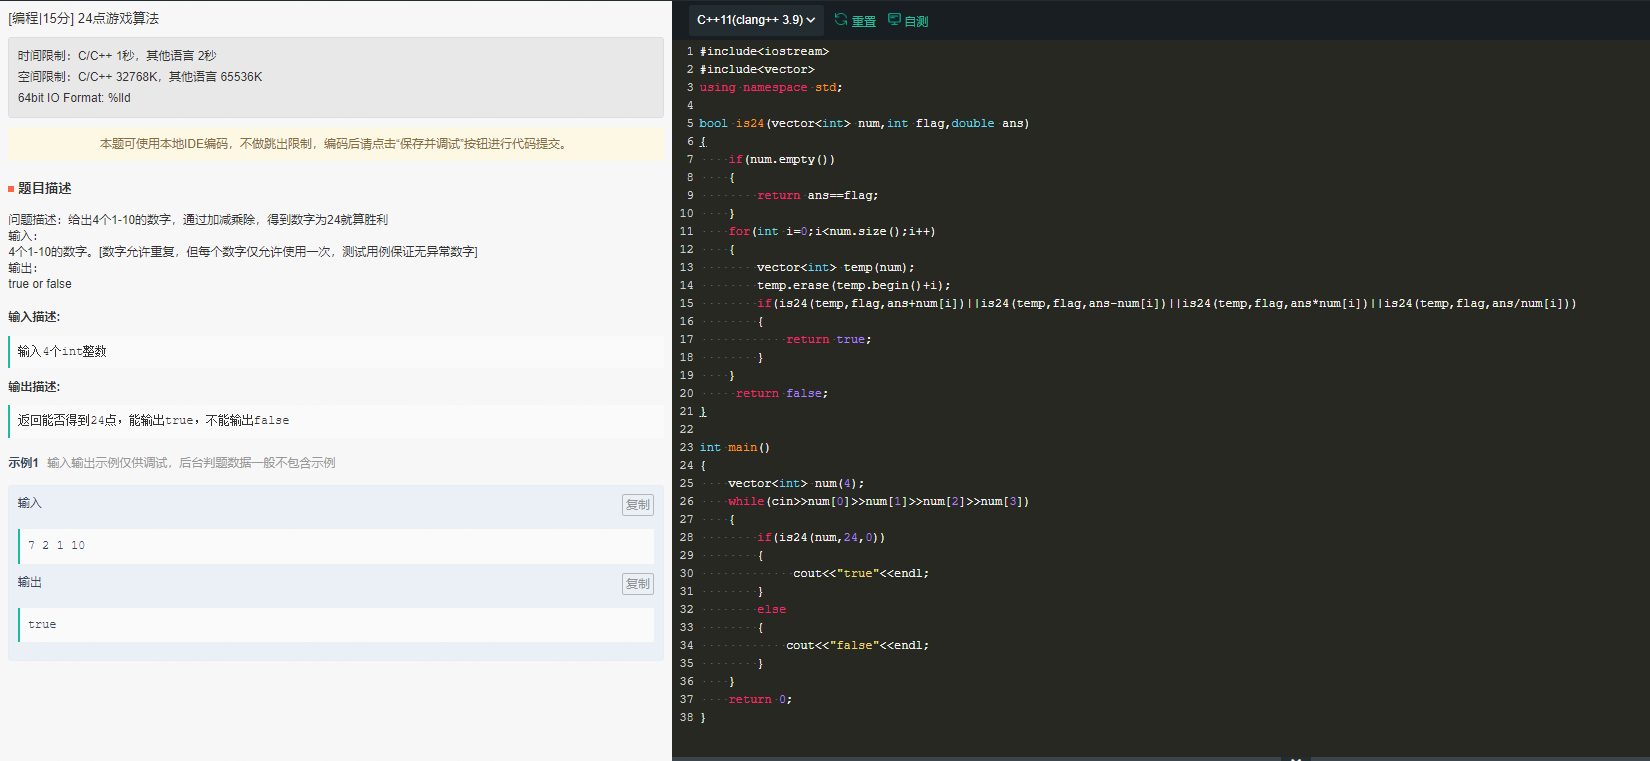 [编程|15分] 24点游戏算法
时间限制：C/C++ 1秒，其他语言 2秒
空间限制：C/C++ 32768K，其他语言 65536K
64bit IO Format: %lld
本题可使用本地IDE编码，不做跳出限制，编码后请点击“保存并调试”按钮进行代码提交。
题目描述
问题描述：给出4个1-10的数字，通过加减乘除，得到数字为24就算胜利
输入：
4个1-10的数字。[数字允许重复，但每个数字仅允许使用一次，测试用例保证无异常数字]
输出：
true or false
输入描述:
输入4个int整数
输出描述:
返回能否得到24点，能输出true，不能输出false
示例1 输入输出示例仅供调试，后台判题数据一般不包含示例
输入
复制
7 2 1 10
输出
复制
true
C++11(clang++ 3.9) 重置 自测
1 #include<iostream>
2 #include<vector>
3 using namespace std;
4
5 bool is24(vector<int> num,int flag,double ans)
6 {
7     if(num.empty())
8     {
9         return ans==flag;
10     }
11     for(int i=0;i<num.size();i++)
12     {
13         vector<int> temp(num);
14         temp.erase(temp.begin()+i);
15         if(is24(temp,flag,ans+num[i])||is24(temp,flag,ans-num[i])||is24(temp,flag,ans*num[i])||is24(temp,flag,ans/num[i]))
16         {
17             return true;
18         }
19     }
20      return false;
21 }
22
23 int main()
24 {
25     vector<int> num(4);
26     while(cin>>num[0]>>num[1]>>num[2]>>num[3])
27     {
28         if(is24(num,24,0))
29         {
30              cout<<"true"<<endl;
31         }
32         else
33         {
34             cout<<"false"<<endl;
35         }
36     }
37     return 0;
38 }